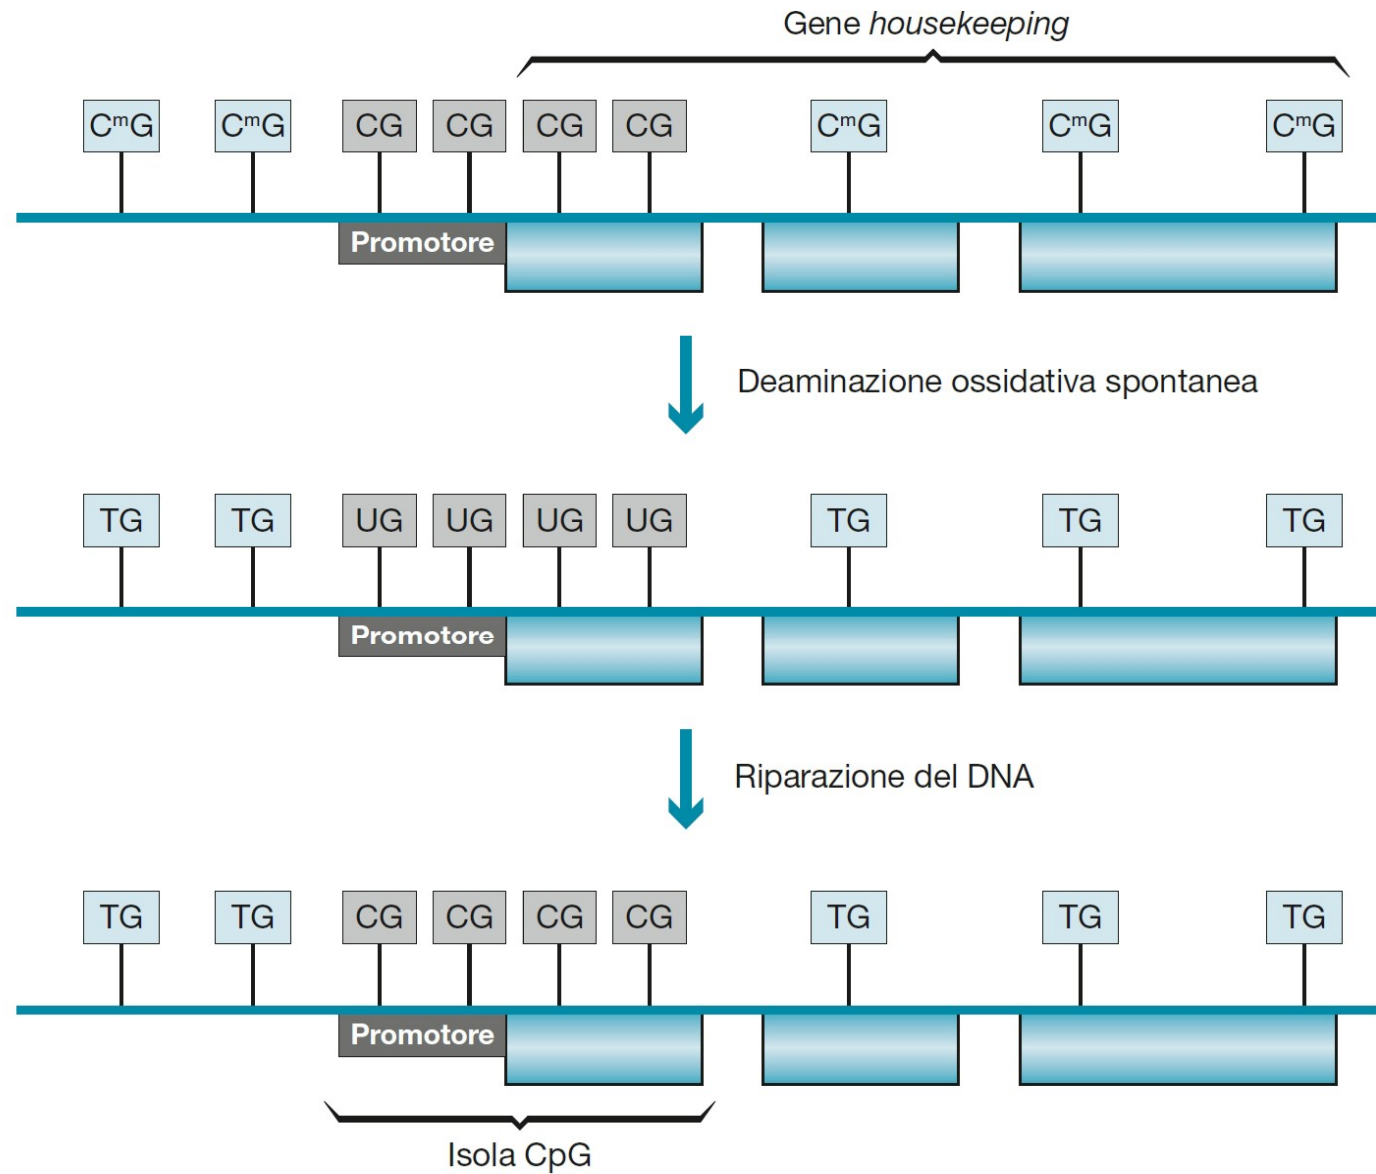 Gene housekeeping
CᵐG CᵐG CG CG CG CG CᵐG CᵐG CᵐG
Promotore
Deaminazione ossidativa spontanea
TG TG UG UG UG UG TG TG TG
Promotore
Riparazione del DNA
TG TG CG CG CG CG TG TG TG
Promotore
Isola CpG